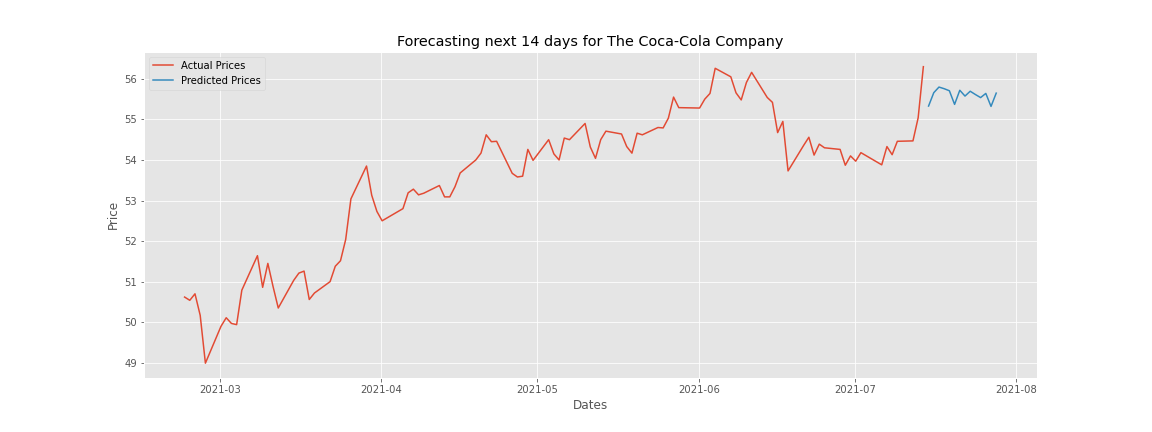 Forecasting next 14 days for The Coca-Cola Company
Actual Prices
Predicted Prices
56
55
54
53
52
51
50
49
Price
2021-03 2021-04 2021-05 2021-06 2021-07 2021-08
Dates